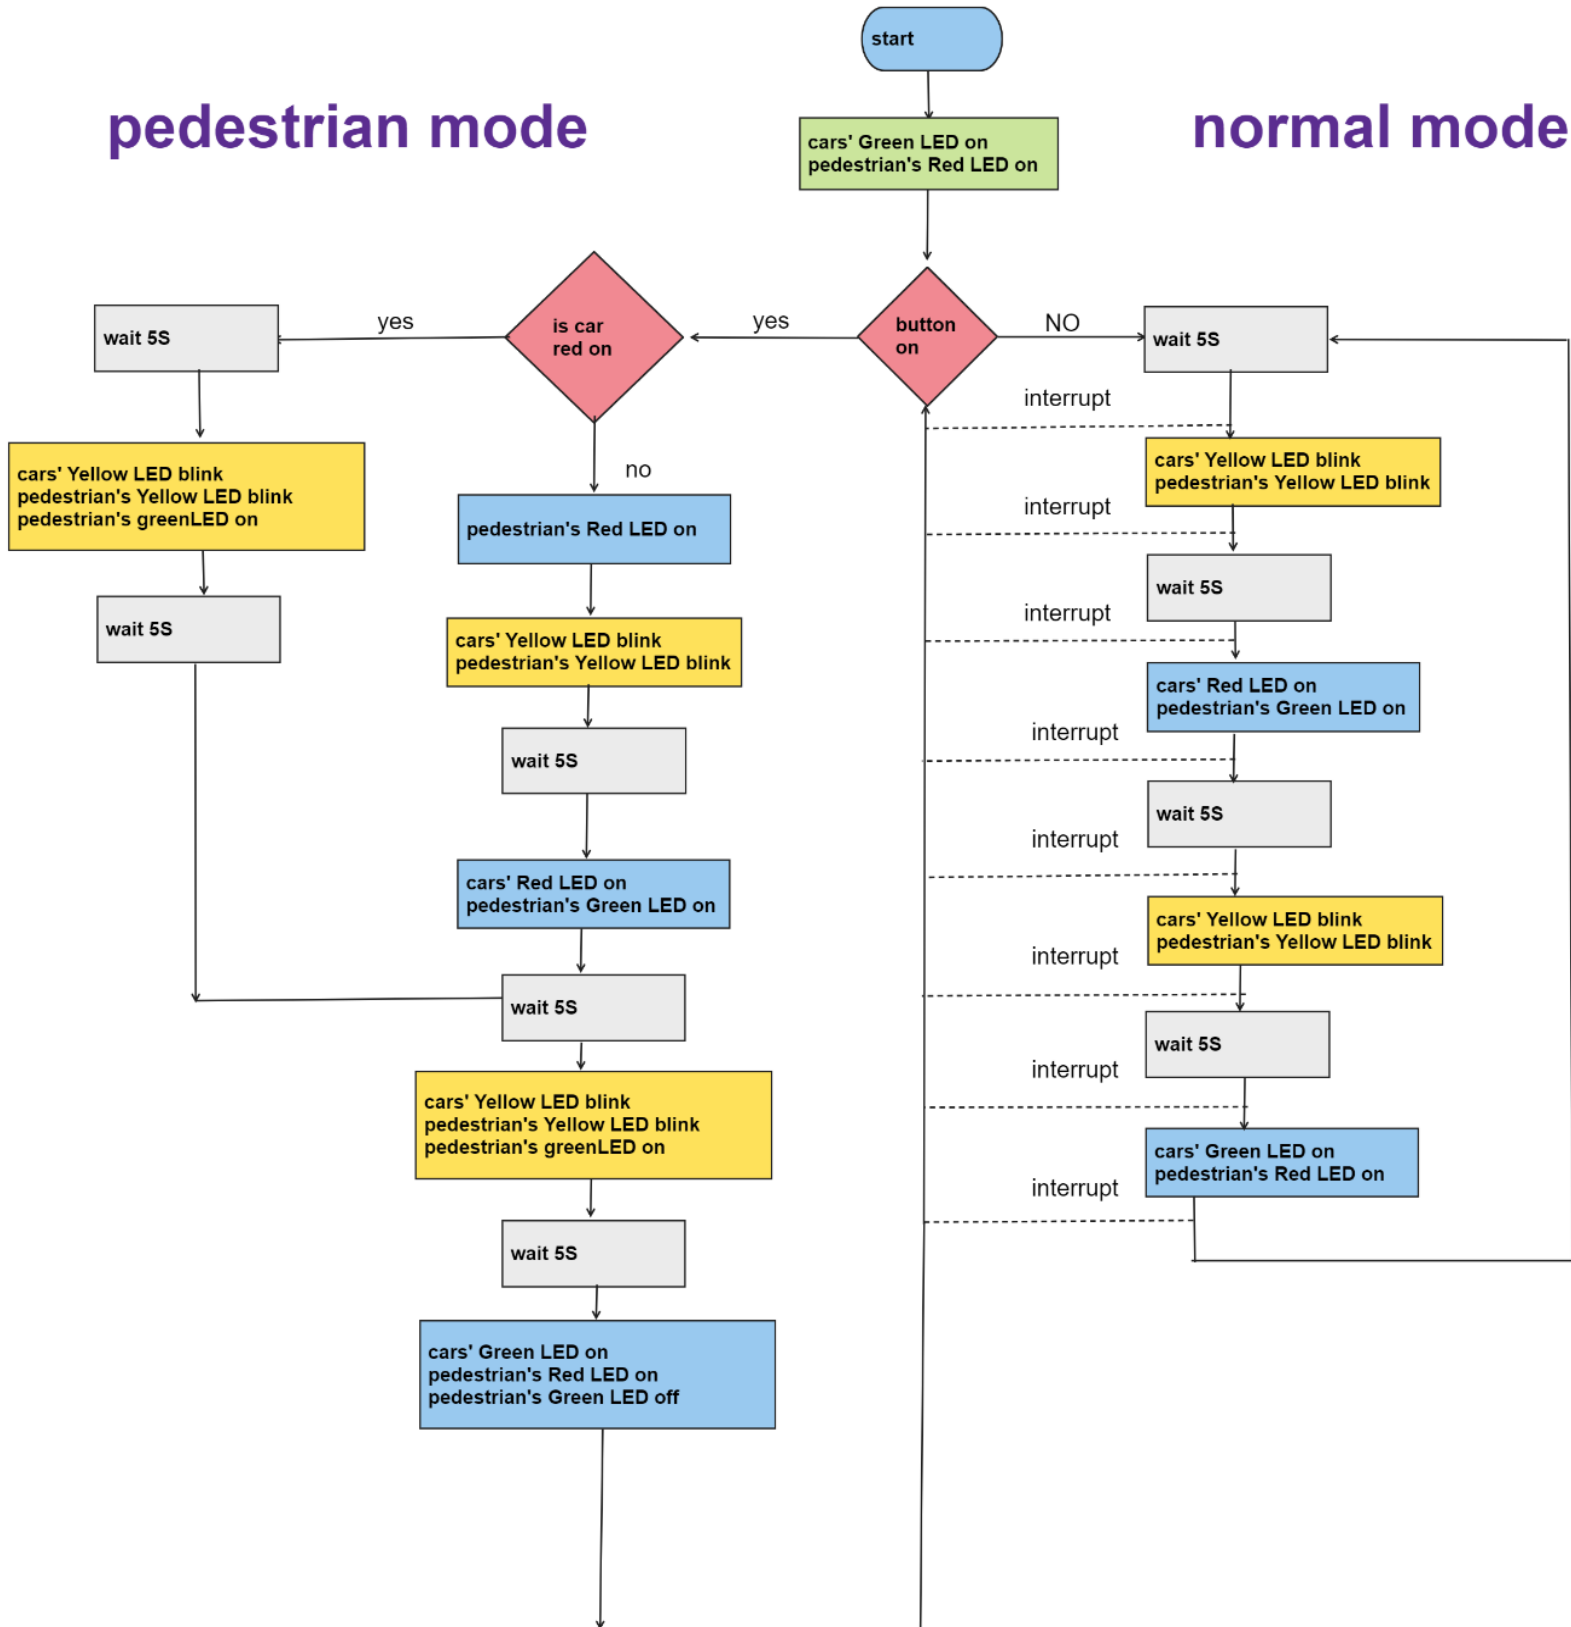 start
pedestrian mode
normal mode
cars' Green LED on
pedestrian's Red LED on
button
on
yes
NO
is car
red on
yes
no
wait 5S
cars' Yellow LED blink
pedestrian's Yellow LED blink
pedestrian's greenLED on
wait 5S
pedestrian's Red LED on
cars' Yellow LED blink
pedestrian's Yellow LED blink
wait 5S
cars' Red LED on
pedestrian's Green LED on
wait 5S
cars' Yellow LED blink
pedestrian's Yellow LED blink
pedestrian's greenLED on
wait 5S
cars' Green LED on
pedestrian's Red LED on
pedestrian's Green LED off
wait 5S
interrupt
cars' Yellow LED blink
pedestrian's Yellow LED blink
interrupt
wait 5S
interrupt
cars' Red LED on
pedestrian's Green LED on
interrupt
wait 5S
interrupt
cars' Yellow LED blink
pedestrian's Yellow LED blink
interrupt
wait 5S
interrupt
cars' Green LED on
pedestrian's Red LED on
interrupt